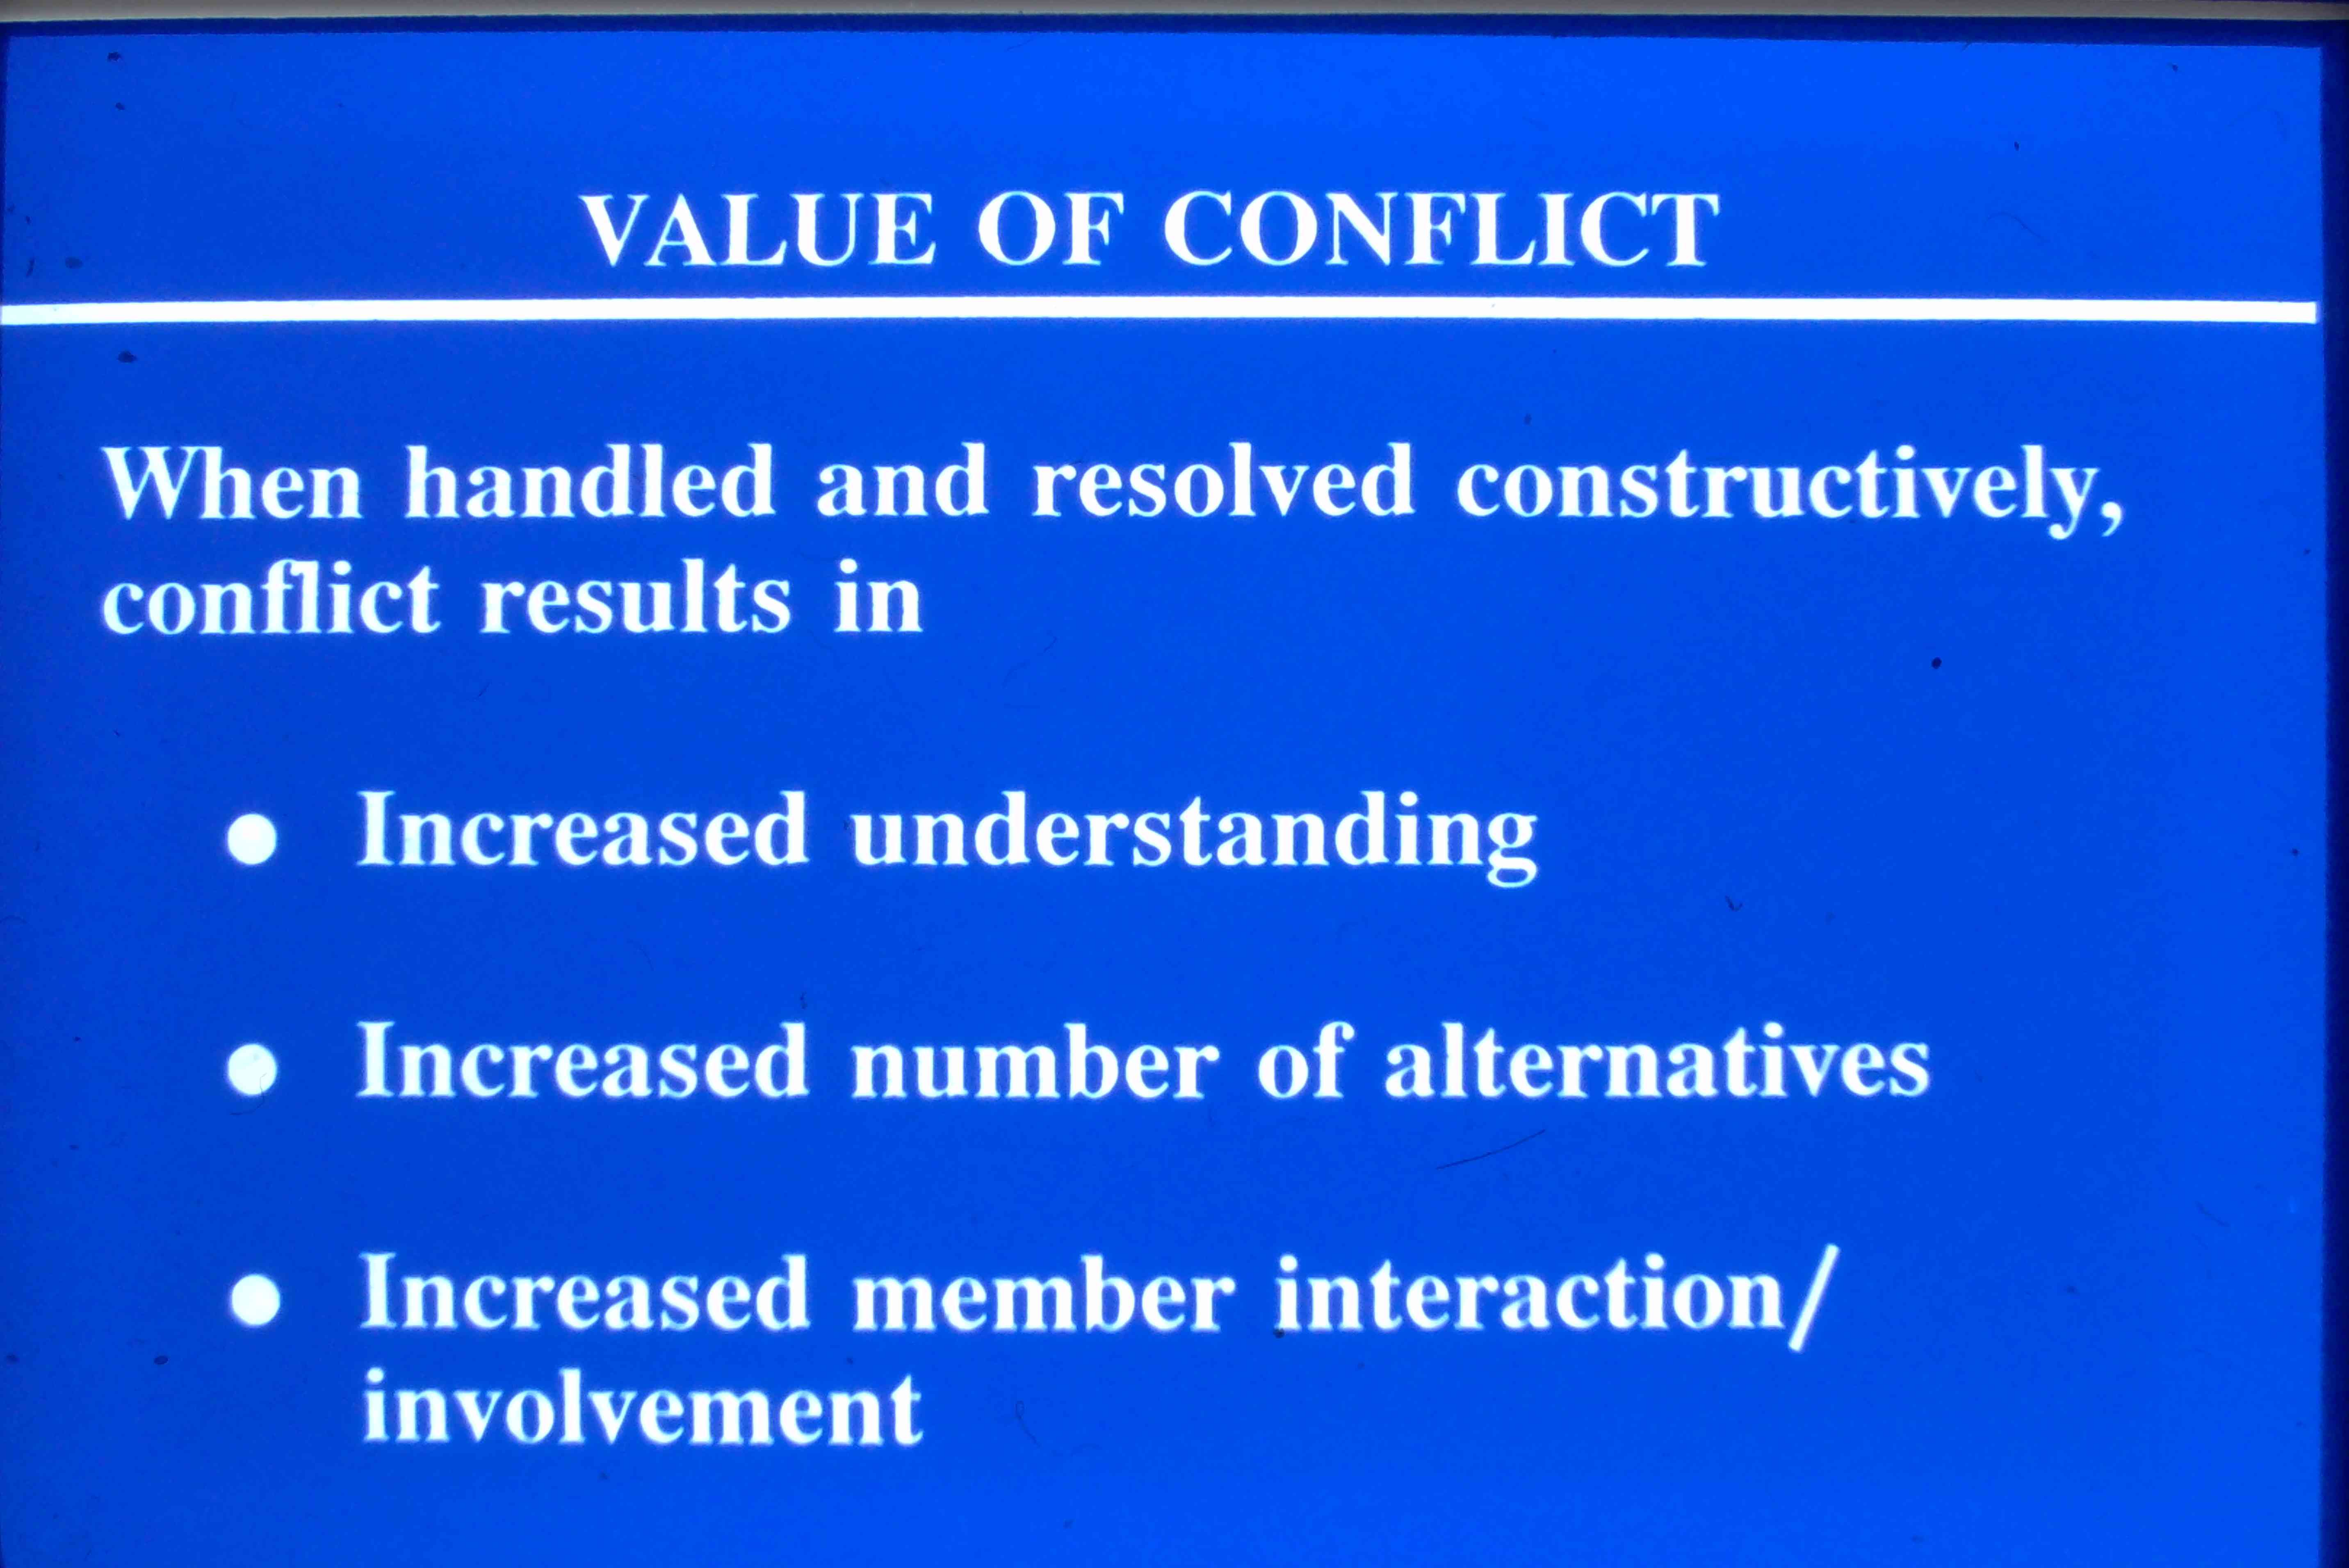 VALUE OF CONFLICT
When handled and resolved constructively,
conflict results in
● Increased understanding
● Increased number of alternatives
● Increased member interaction/
involvement